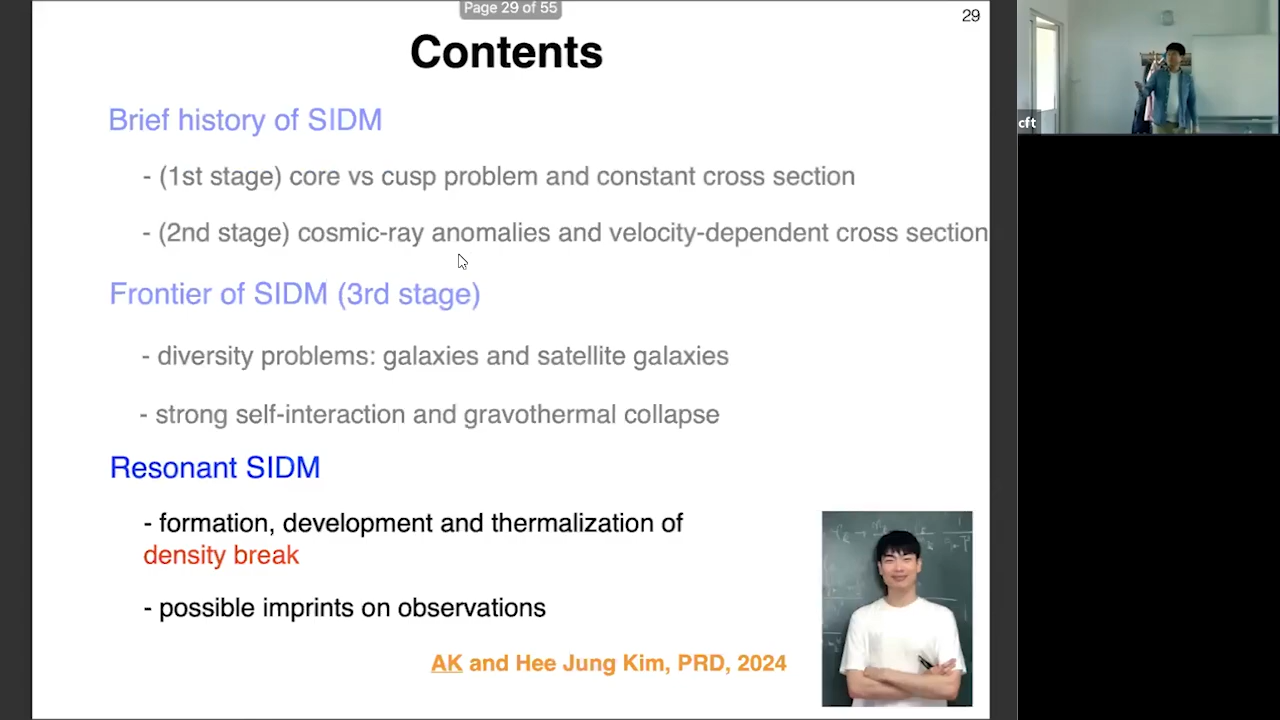 Page 29 of 55
29
Contents
Brief history of SIDM
- (1st stage) core vs cusp problem and constant cross section
- (2nd stage) cosmic-ray anomalies and velocity-dependent cross section
Frontier of SIDM (3rd stage)
- diversity problems: galaxies and satellite galaxies
- strong self-interaction and gravothermal collapse
Resonant SIDM
- formation, development and thermalization of
density break
- possible imprints on observations
AK and Hee Jung Kim, PRD, 2024
cft